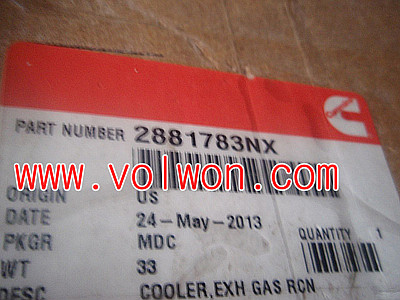 PART NUMBER 2881783NX
www.volwon.com
ORIGIN US
DATE 24-May-2013
PKGR MDC
QUANTITY 1
WT 33
DESC COOLER,EXH GAS RCN